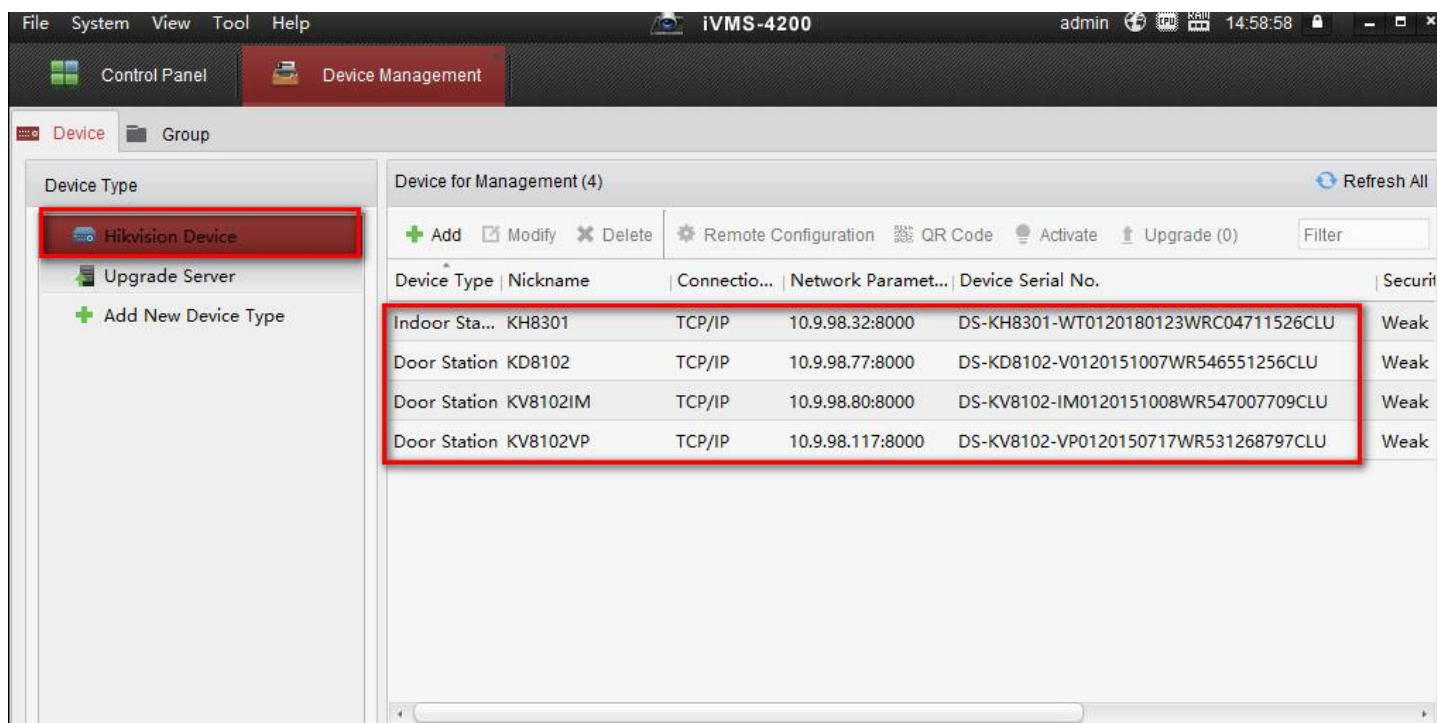 File System View Tool Help iVMS-4200 admin CPU RAM 14:58:58
Control Panel Device Management
Device Group
Device Type
Hikvision Device
Upgrade Server
Add New Device Type
Device for Management (4) Refresh All
Add Modify Delete Remote Configuration QR Code Activate Upgrade (0) Filter
Device Type Nickname Connectio... Network Paramet... Device Serial No. Securit
Indoor Sta... KH8301 TCP/IP 10.9.98.32:8000 DS-KH8301-WT0120180123WRC04711526CLU Weak
Door Station KD8102 TCP/IP 10.9.98.77:8000 DS-KD8102-V0120151007WR546551256CLU Weak
Door Station KV8102IM TCP/IP 10.9.98.80:8000 DS-KV8102-IM0120151008WR547007709CLU Weak
Door Station KV8102VP TCP/IP 10.9.98.117:8000 DS-KV8102-VP0120150717WR531268797CLU Weak